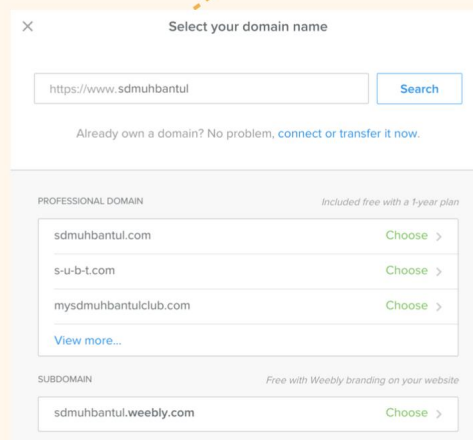 Select your domain name
https://www.sdmuhbantul Search
Already own a domain? No problem, connect or transfer it now.
PROFESSIONAL DOMAIN Included free with a 1-year plan
sdmuhbantul.com Choose >
s-u-b-t.com Choose >
mysdmuhbantulclub.com Choose >
View more...
SUBDOMAIN Free with Weebly branding on your website
sdmuhbantul.weebly.com Choose >